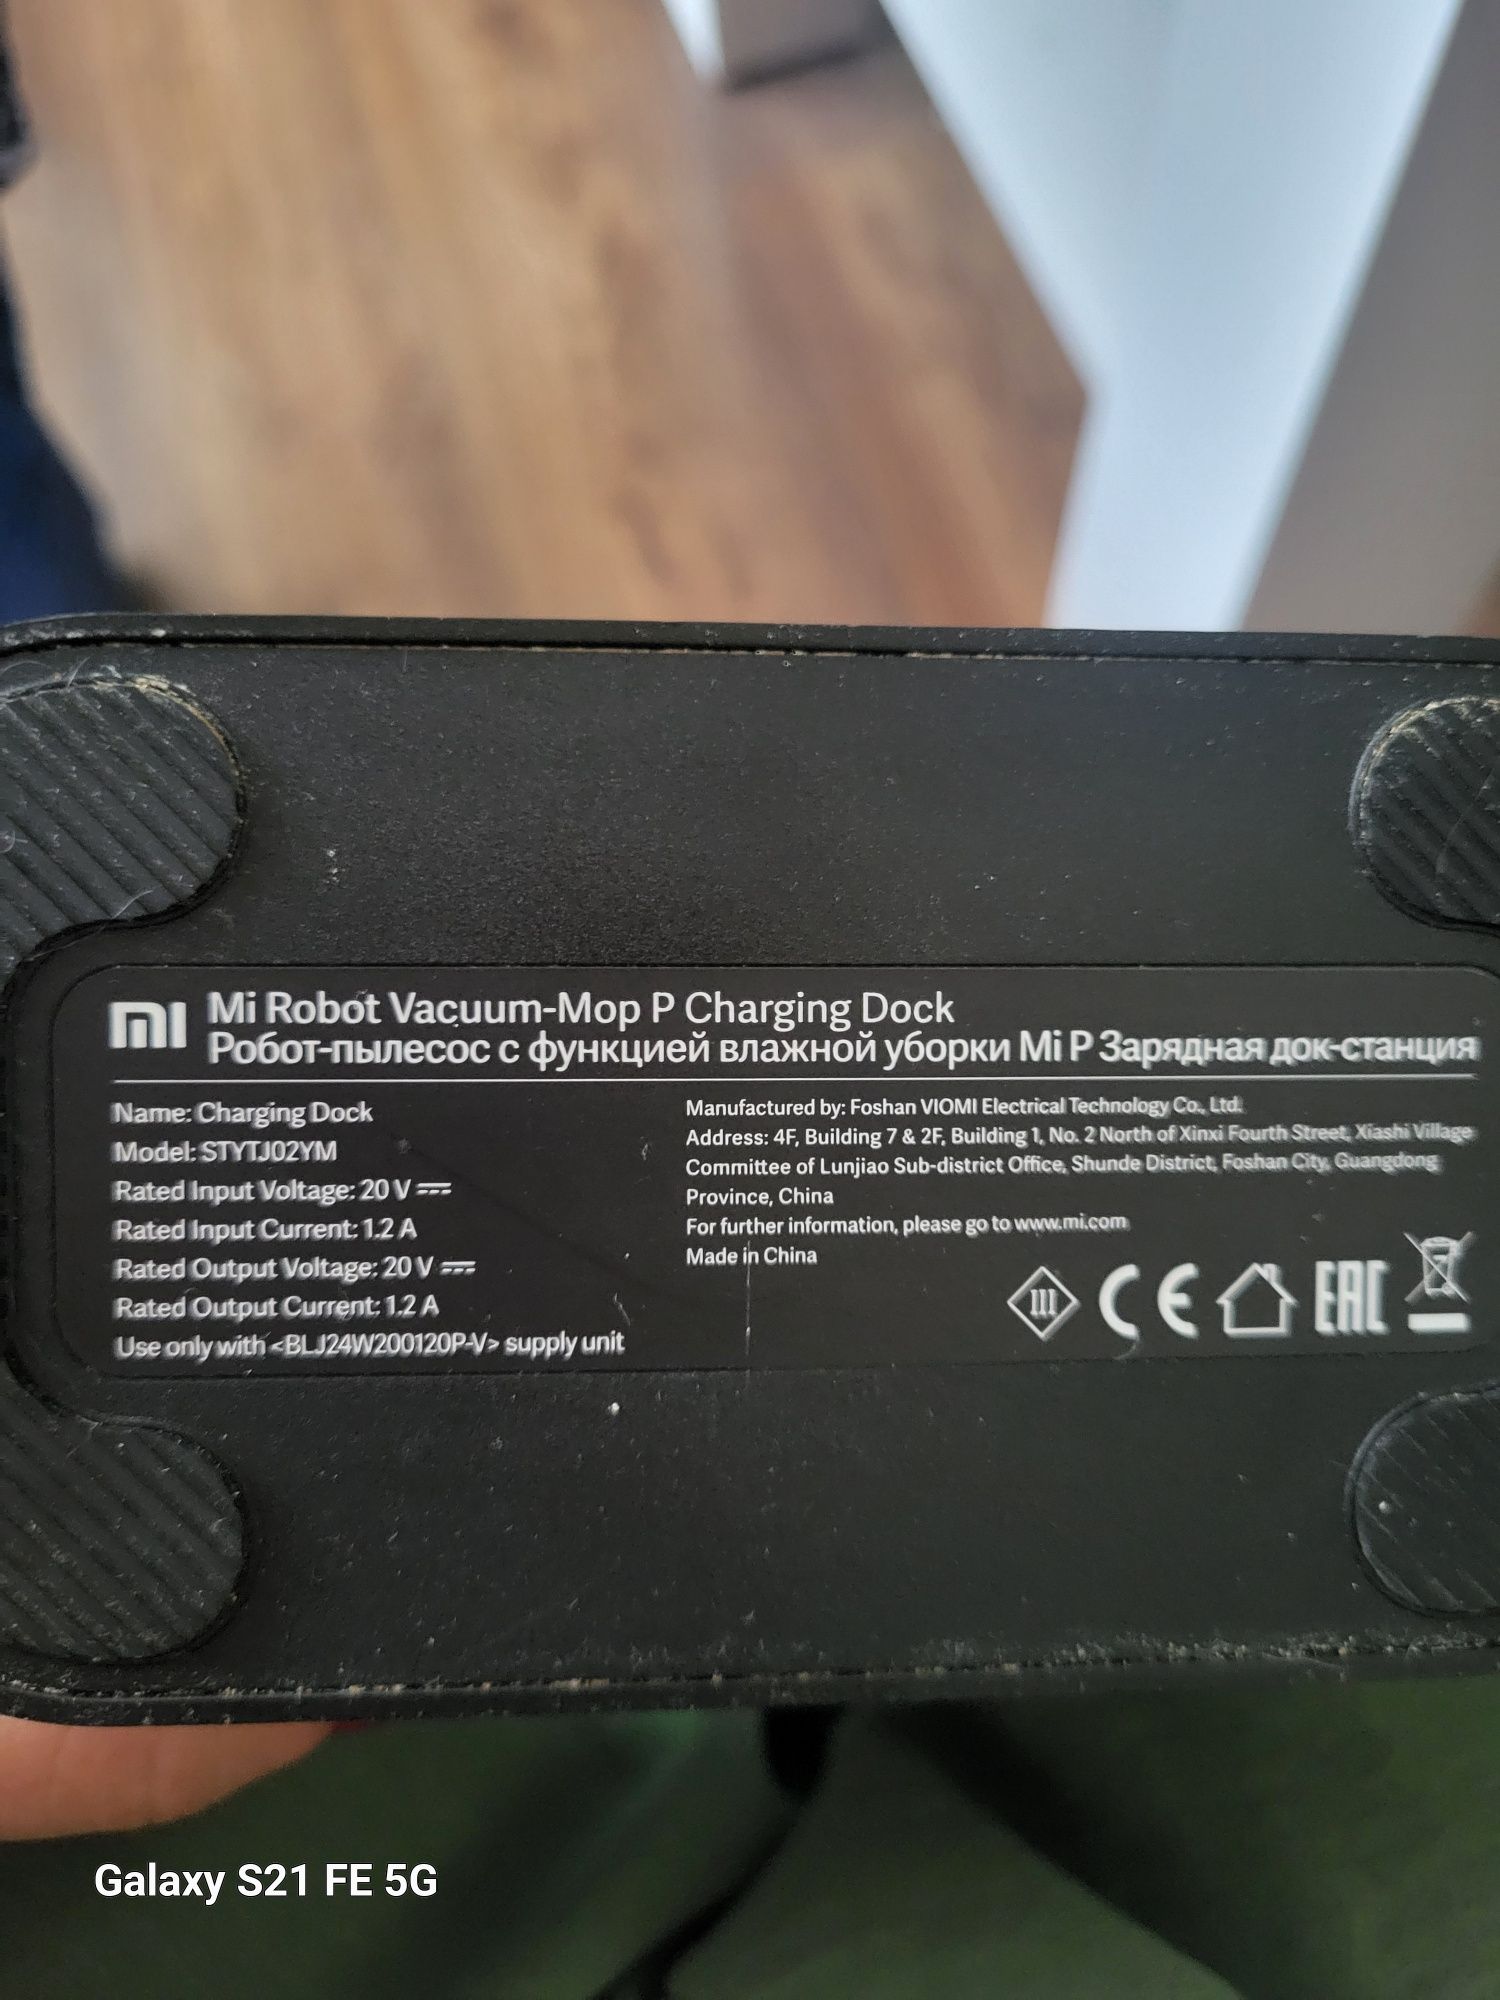 mi
Mi Robot Vacuum-Mop P Charging Dock
Робот-пылесос с функцией влажной уборки Mi P Зарядная док-станция
Name: Charging Dock
Model: STYTJ02YM
Rated Input Voltage: 20 V ⎓
Rated Input Current: 1.2 A
Rated Output Voltage: 20 V ⎓
Rated Output Current: 1.2 A
Use only with <BLJ24W200120P-V> supply unit
Manufactured by: Foshan VIOMI Electrical Technology Co., Ltd.
Address: 4F, Building 7 & 2F, Building 1, No. 2 North of Xinxi Fourth Street, Xiashi Village
Committee of Lunjiao Sub-district Office, Shunde District, Foshan City, Guangdong
Province, China
For further information, please go to www.mi.com
Made in China
III CE EAC
Galaxy S21 FE 5G